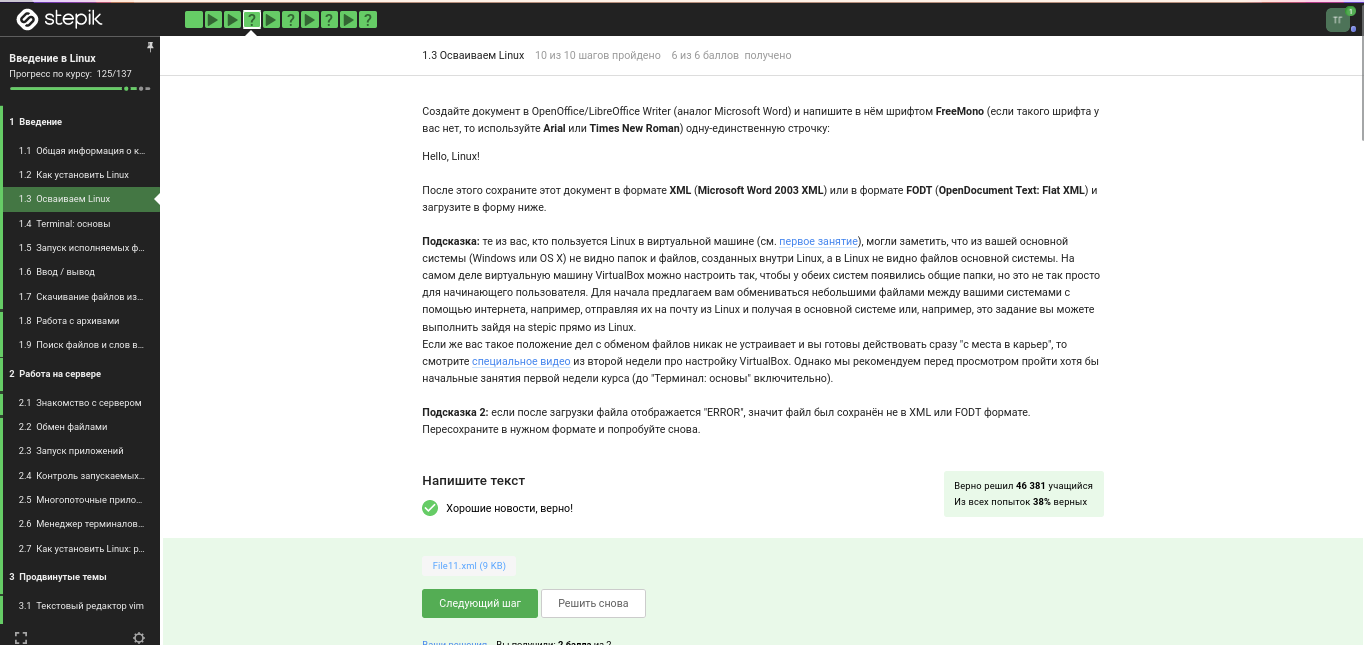 stepik
? ? ? ?
ТГ 1
Введение в Linux
Прогресс по курсу: 125/137
1 Введение
1.1 Общая информация о к...
1.2 Как установить Linux
1.3 Осваиваем Linux
1.4 Terminal: основы
1.5 Запуск исполняемых ф...
1.6 Ввод / вывод
1.7 Скачивание файлов из...
1.8 Работа с архивами
1.9 Поиск файлов и слов в...
2 Работа на сервере
2.1 Знакомство с сервером
2.2 Обмен файлами
2.3 Запуск приложений
2.4 Контроль запускаемых...
2.5 Многопоточные прило...
2.6 Менеджер терминалов...
2.7 Как установить Linux: р...
3 Продвинутые темы
3.1 Текстовый редактор vim
1.3 Осваиваем Linux 10 из 10 шагов пройдено 6 из 6 баллов получено
Создайте документ в OpenOffice/LibreOffice Writer (аналог Microsoft Word) и напишите в нём шрифтом FreeMono (если такого шрифта у
вас нет, то используйте Arial или Times New Roman) одну-единственную строчку:
Hello, Linux!
После этого сохраните этот документ в формате XML (Microsoft Word 2003 XML) или в формате FODT (OpenDocument Text: Flat XML) и
загрузите в форму ниже.
Подсказка: те из вас, кто пользуется Linux в виртуальной машине (см. первое занятие), могли заметить, что из вашей основной
системы (Windows или OS X) не видно папок и файлов, созданных внутри Linux, а в Linux не видно файлов основной системы. На
самом деле виртуальную машину VirtualBox можно настроить так, чтобы у обеих систем появились общие папки, но это не так просто
для начинающего пользователя. Для начала предлагаем вам обмениваться небольшими файлами между вашими системами с
помощью интернета, например, отправляя их на почту из Linux и получая в основной системе или, например, это задание вы можете
выполнить зайдя на stepic прямо из Linux.
Если же вас такое положение дел с обменом файлов никак не устраивает и вы готовы действовать сразу "с места в карьер", то
смотрите специальное видео из второй недели про настройку VirtualBox. Однако мы рекомендуем перед просмотром пройти хотя бы
начальные занятия первой недели курса (до "Терминал: основы" включительно).
Подсказка 2: если после загрузки файла отображается "ERROR", значит файл был сохранён не в XML или FODT формате.
Пересохраните в нужном формате и попробуйте снова.
Напишите текст
Хорошие новости, верно!
Верно решил 46 381 учащийся
Из всех попыток 38% верных
File11.xml (9 KB)
Следующий шаг Решить снова
Ваши решения Вы получили: 2 балла из 2